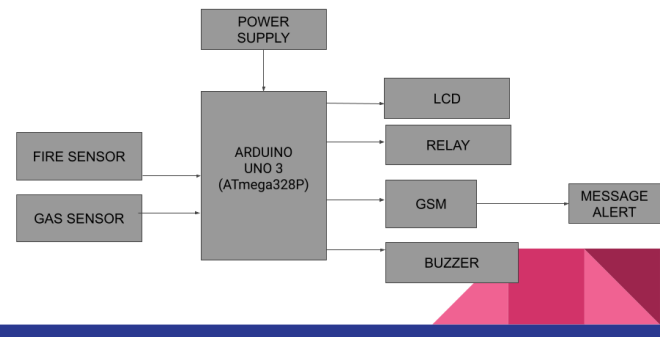 POWER
SUPPLY
LCD
RELAY
ARDUINO
UNO 3
(ATmega328P)
FIRE SENSOR
GAS SENSOR
GSM
MESSAGE
ALERT
BUZZER